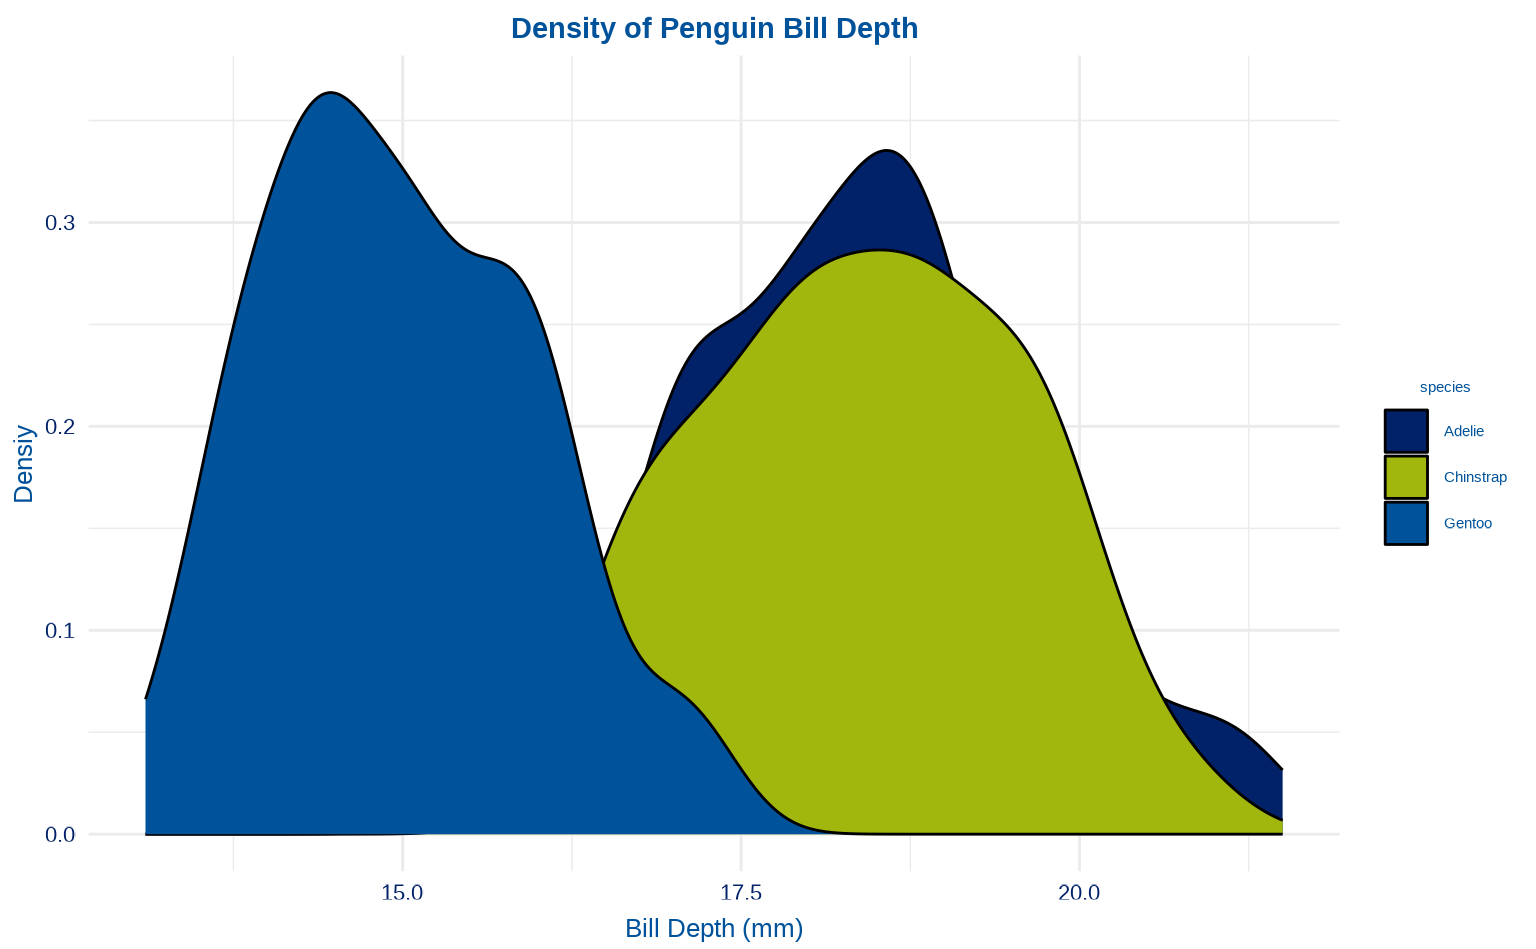 Density of Penguin Bill Depth
Densiy
0.3
0.2
0.1
0.0
15.0
17.5
20.0
Bill Depth (mm)
species
Adelie
Chinstrap
Gentoo